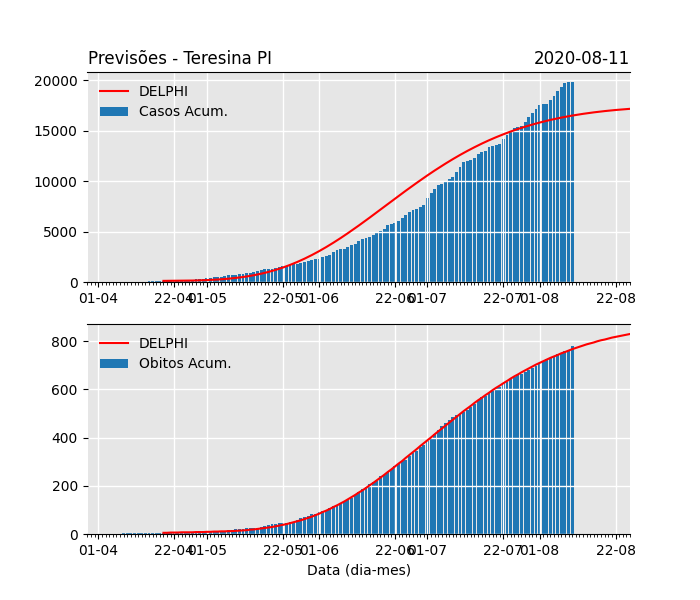 Previsões - Teresina PI 2020-08-11
20000
15000
10000
5000
0
DELPHI
Casos Acum.
01-04 22-04 01-05 22-05 01-06 22-06 01-07 22-07 01-08 22-08
800
600
400
200
0
DELPHI
Obitos Acum.
01-04 22-04 01-05 22-05 01-06 22-06 01-07 22-07 01-08 22-08
Data (dia-mes)